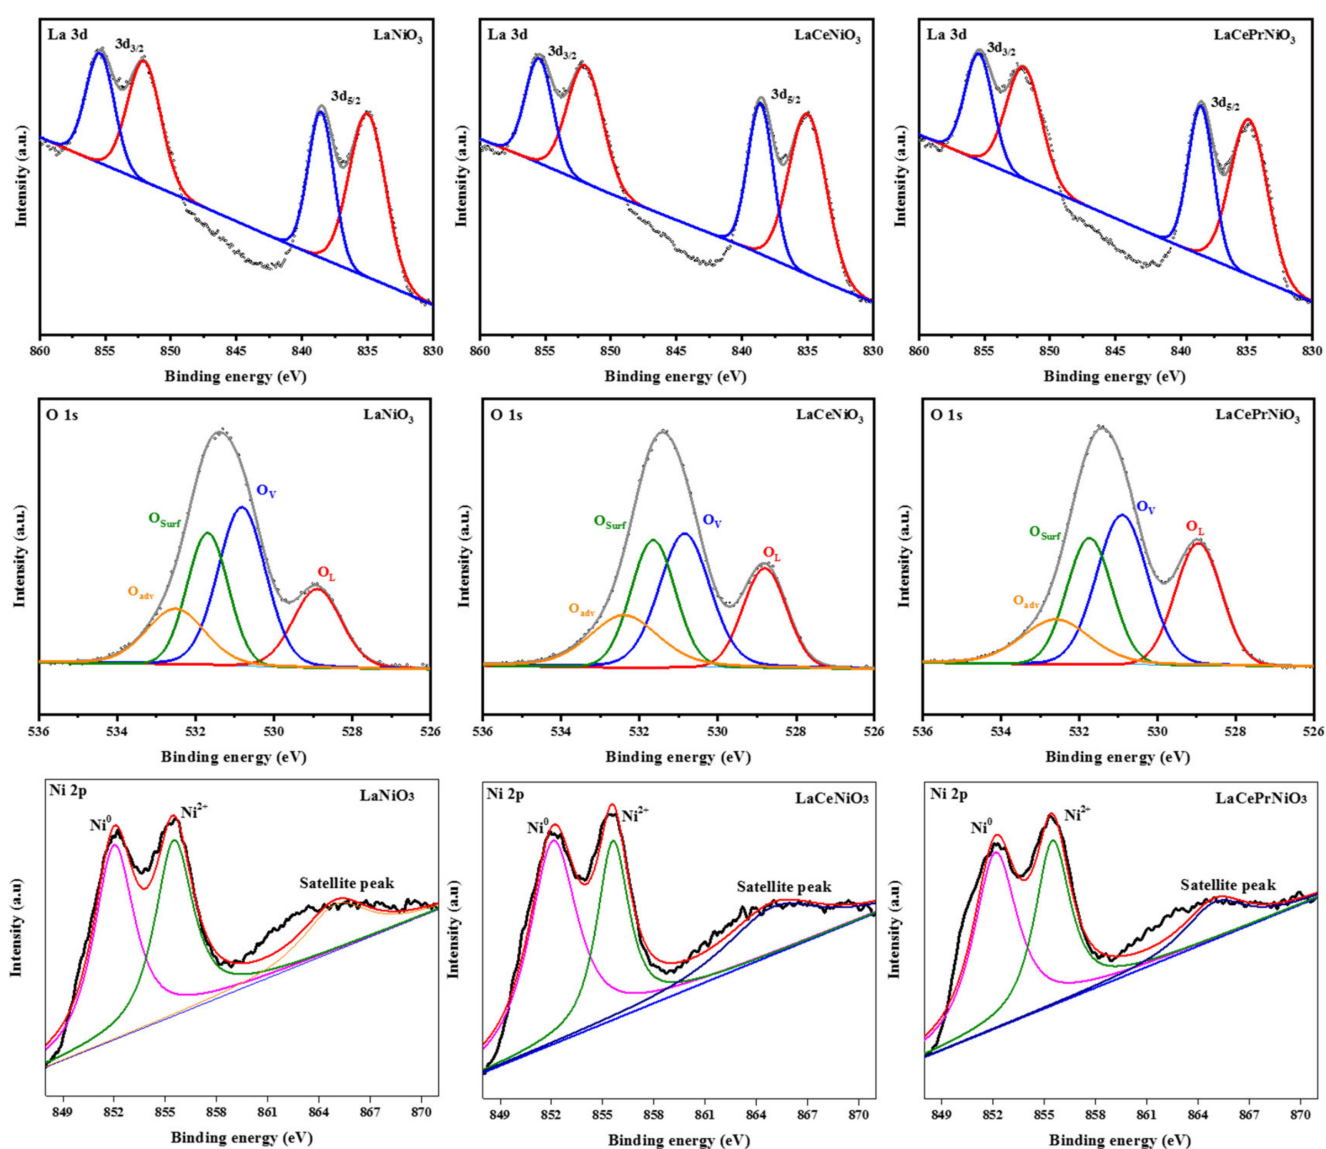 La 3d
3d3/2
LaNiO3
3d5/2
Intensity (a.u.)
860 855 850 845 840 835 830
Binding energy (eV)
La 3d
3d3/2
LaCeNiO3
3d5/2
Intensity (a.u.)
860 855 850 845 840 835 830
Binding energy (eV)
La 3d
3d3/2
LaCePrNiO3
3d5/2
Intensity (a.u.)
860 855 850 845 840 835 830
Binding energy (eV)
O 1s
LaNiO3
OV
OSurf
OL
Oadv
Intensity (a.u.)
536 534 532 530 528 526
Binding energy (eV)
O 1s
LaCeNiO3
OSurf
OV
OL
Oadv
Intensity (a.u.)
536 534 532 530 528 526
Binding energy (eV)
O 1s
LaCePrNiO3
OV
OSurf
OL
Oadv
Intensity (a.u.)
536 534 532 530 528 526
Binding energy (eV)
Ni 2p
LaNiO3
Ni0
Ni2+
Satellite peak
Intensity (a.u)
849 852 855 858 861 864 867 870
Binding energy (eV)
Ni 2p
LaCeNiO3
Ni0
Ni2+
Satellite peak
Intensity (a.u)
849 852 855 858 861 864 867 870
Binding energy (eV)
Ni 2p
LaCePrNiO3
Ni0
Ni2+
Satellite peak
Intensity (a.u)
849 852 855 858 861 864 867 870
Binding energy (eV)